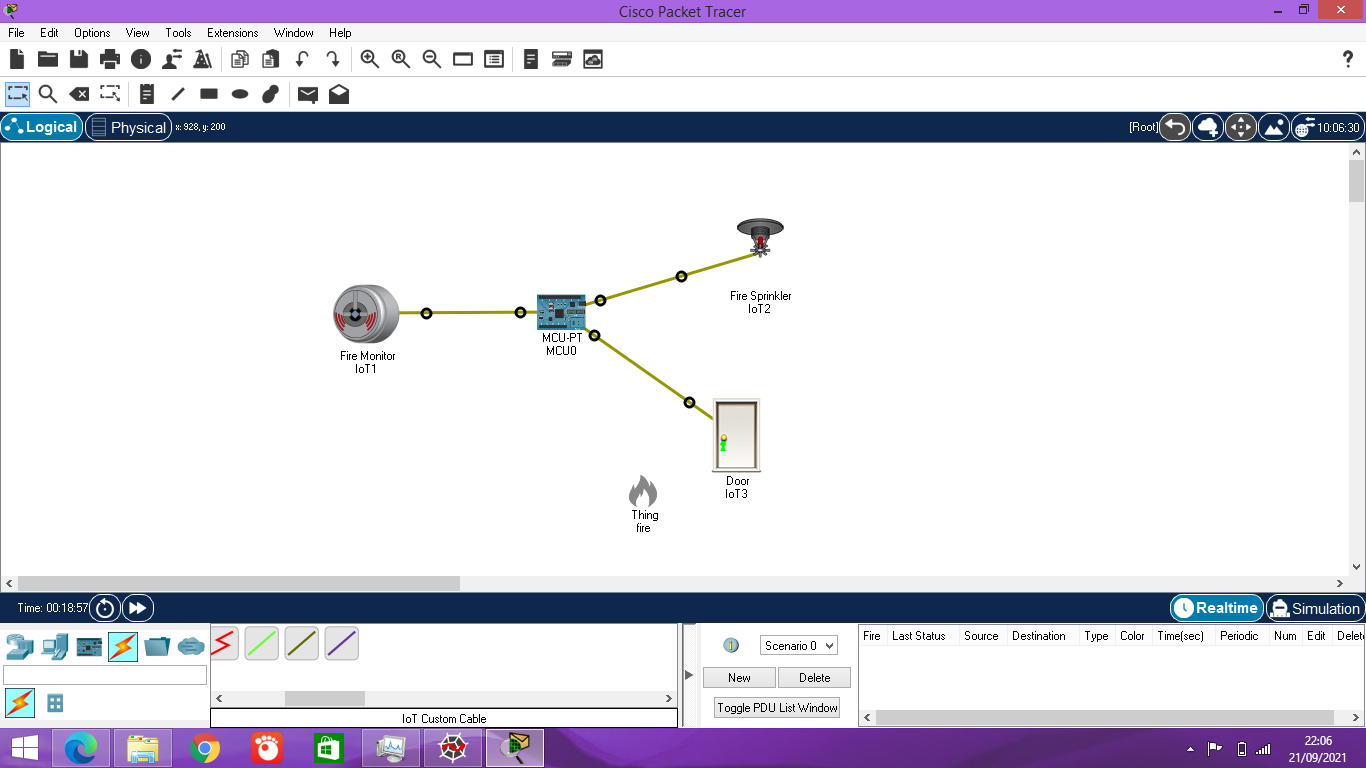 Cisco Packet Tracer
File Edit Options View Tools Extensions Window Help
?
Logical Physical x: 928, y: 200 [Root] 10:06:30
Fire Sprinkler
IoT2
MCU-PT
MCU0
Fire Monitor
IoT1
Door
IoT3
Thing
fire
Time: 00:18:57 Realtime Simulation
Fire Last Status Source Destination Type Color Time(sec) Periodic Num Edit Delet
Scenario 0
New Delete
Toggle PDU List Window
IoT Custom Cable
22:06
21/09/2021